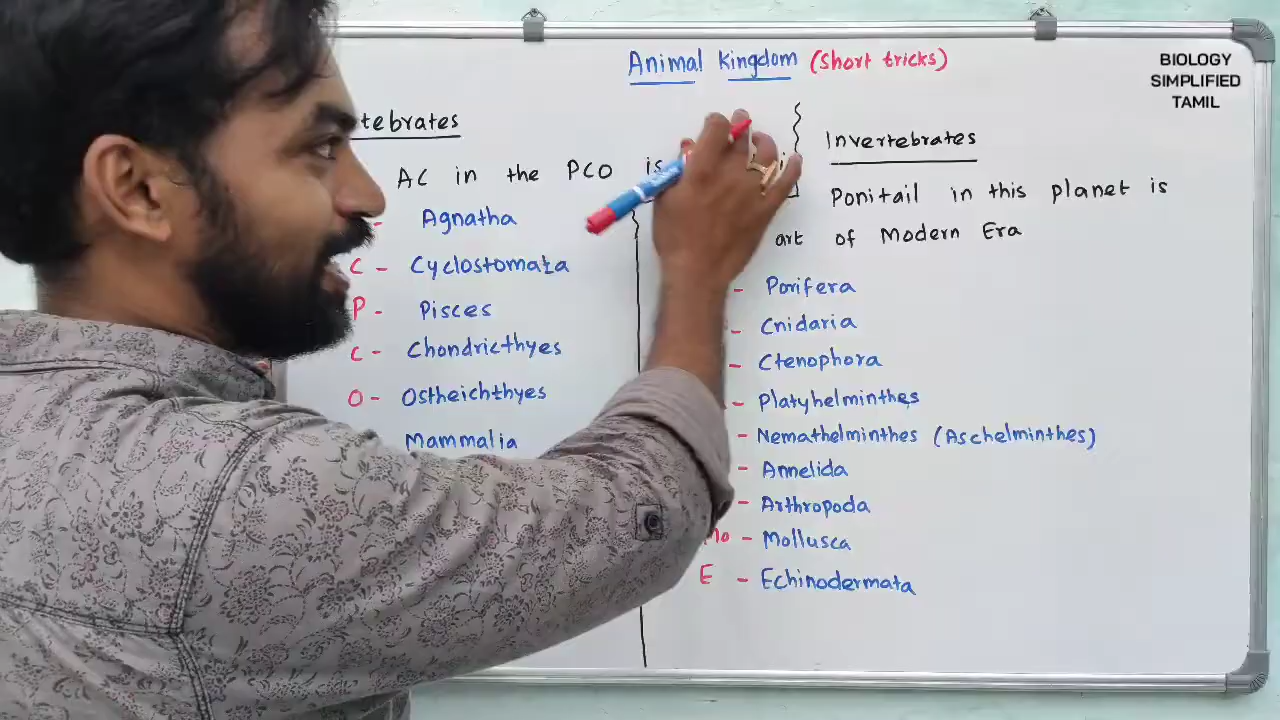 Animal Kingdom (Short tricks)
BIOLOGY
SIMPLIFIED
TAMIL
tebrates
AC in the PCO is
Agnatha
C - Cyclostomata
P - Pisces
C - Chondricthyes
O - Ostheichthyes
Mammalia
Invertebrates
Ponitail in this planet is
art of Modern Era
- Porifera
- Cnidaria
- Ctenophora
- Platyhelminthes
- Nemathelminthes (Aschelminthes)
- Annelida
- Arthropoda
Mo - Mollusca
E - Echinodermata